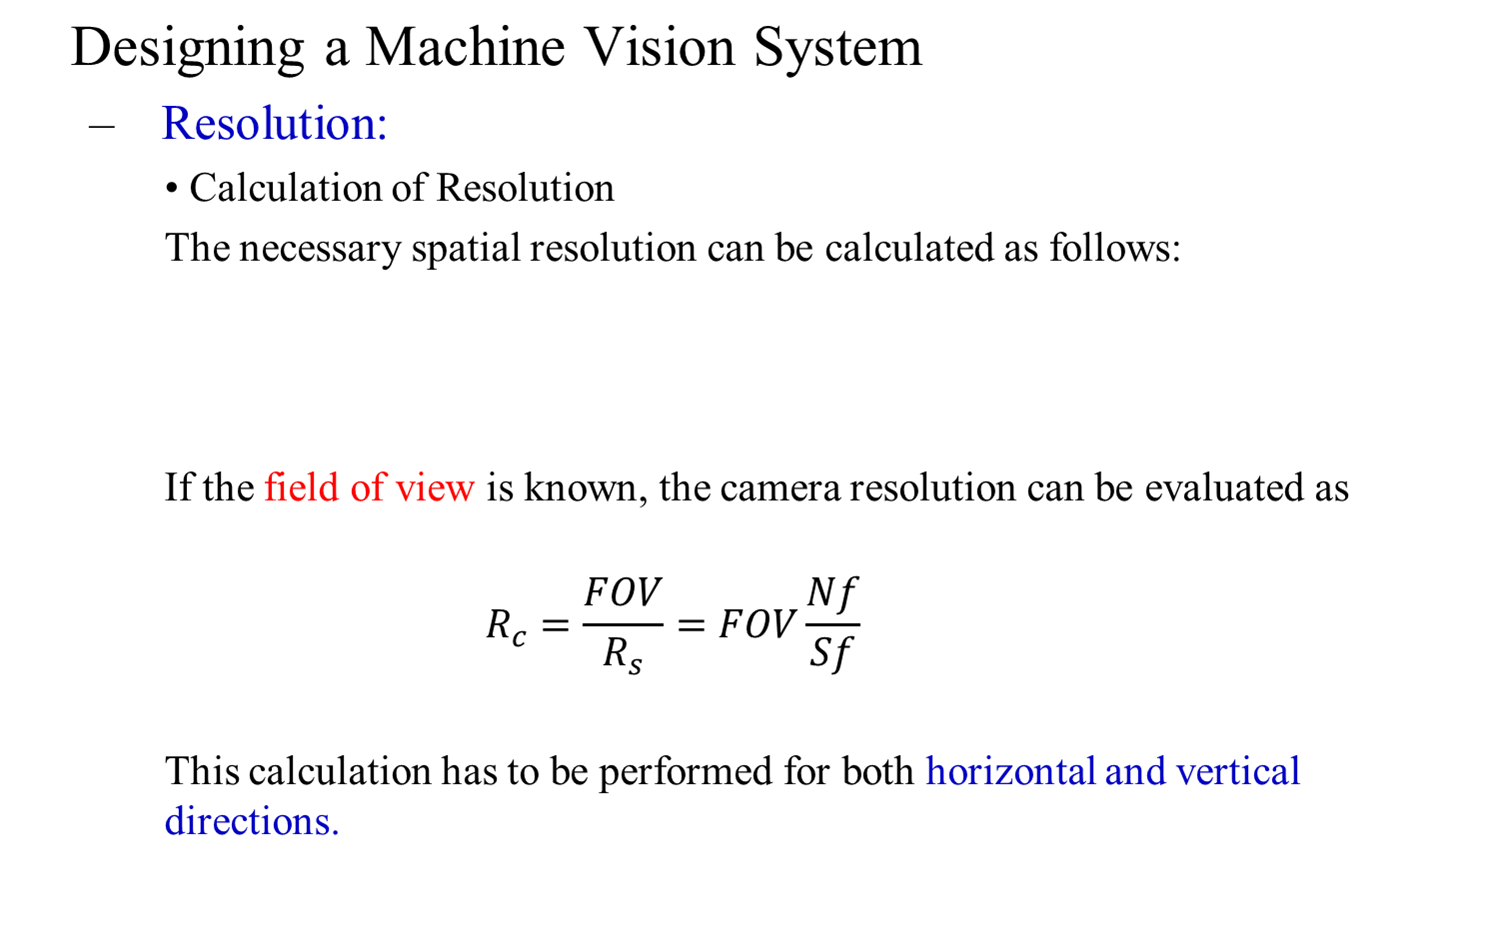 Designing a Machine Vision System
– Resolution:
• Calculation of Resolution
The necessary spatial resolution can be calculated as follows:
If the field of view is known, the camera resolution can be evaluated as
R_c = FOV/R_s = FOV Nf/Sf
This calculation has to be performed for both horizontal and vertical
directions.